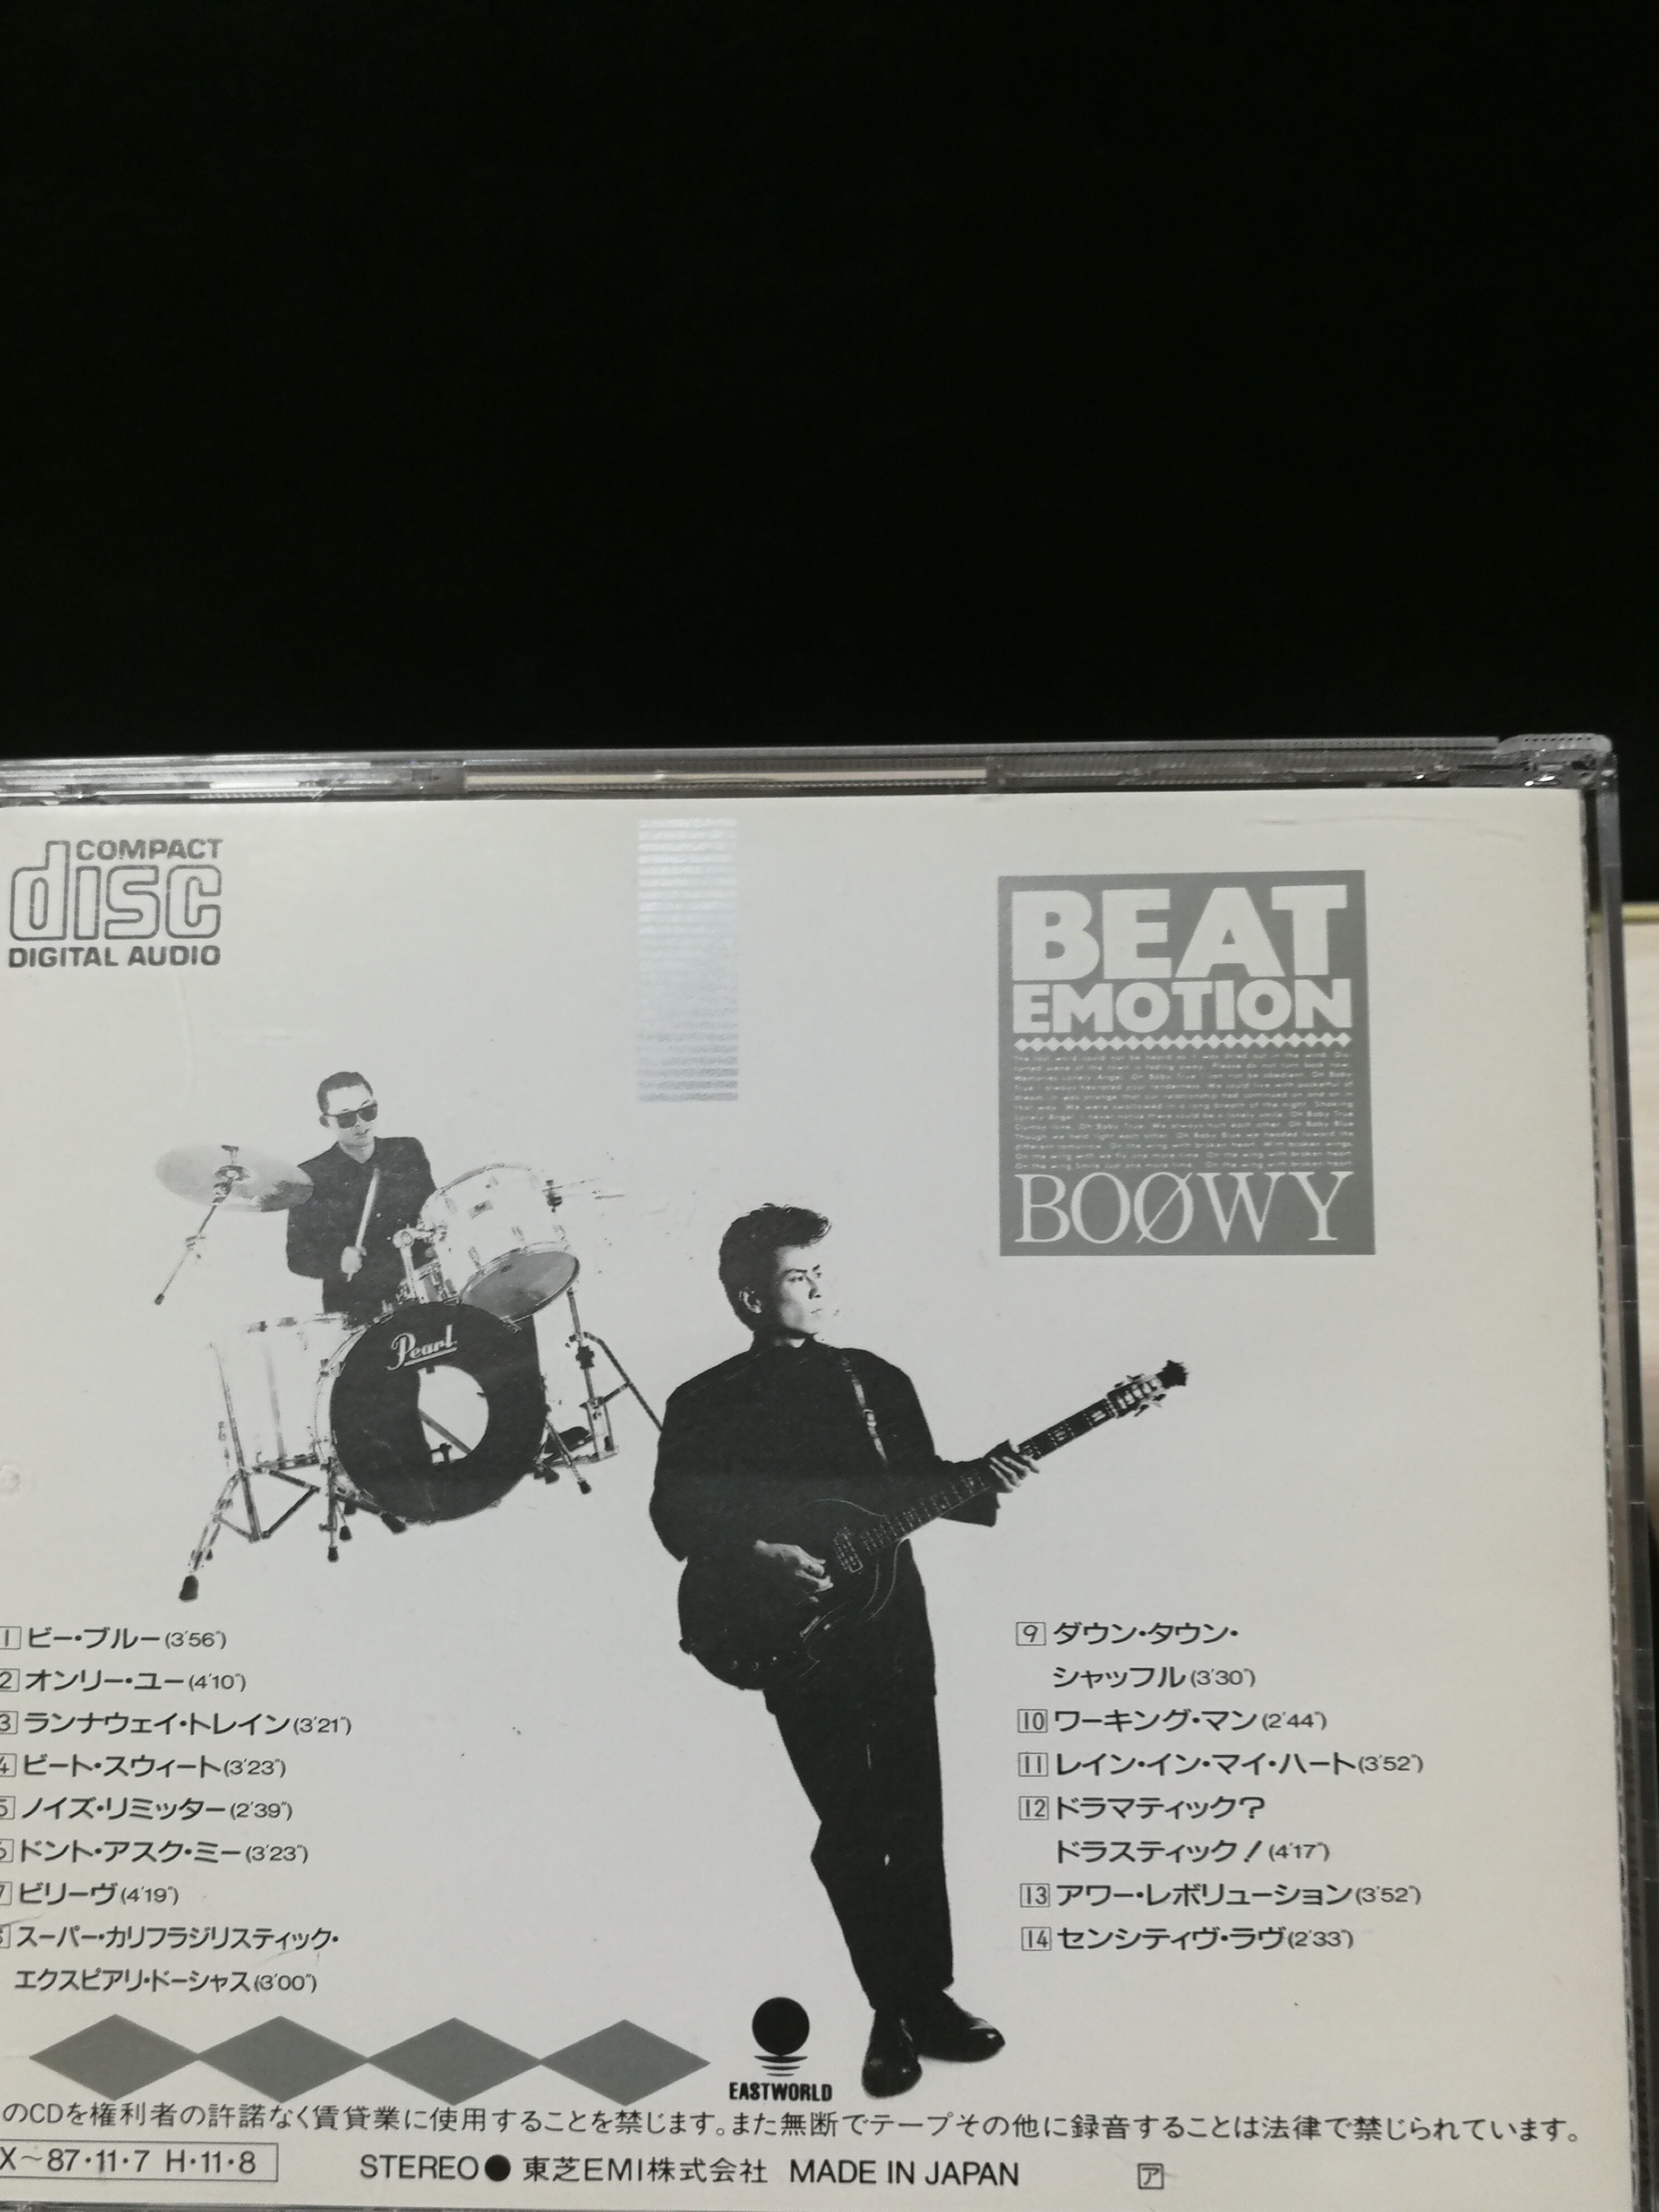 COMPACT
disc
DIGITAL AUDIO
BEAT
EMOTION
BOØWY
Pearl
1 ビー・ブルー(3′56″)
2 オンリー・ユー(4′10″)
3 ランナウェイ・トレイン(3′21″)
4 ビート・スウィート(3′23″)
5 ノイズ・リミッター(2′39″)
6 ドント・アスク・ミー(3′23″)
7 ビリーヴ(4′19″)
8 スーパー・カリフラジリスティック・
エクスピアリ・ドーシャス(3′00″)
9 ダウン・タウン・
シャッフル(3′30″)
10 ワーキング・マン(2′44″)
11 レイン・イン・マイ・ハート(3′52″)
12 ドラマティック?
ドラスティック!(4′17″)
13 アワー・レボリューション(3′52″)
14 センシティヴ・ラヴ(2′33″)
EASTWORLD
のCDを権利者の許諾なく賃貸業に使用することを禁じます。また無断でテープその他に録音することは法律で禁じられています。
X〜87・11・7 H・11・8
STEREO● 東芝EMI株式会社 MADE IN JAPAN ア